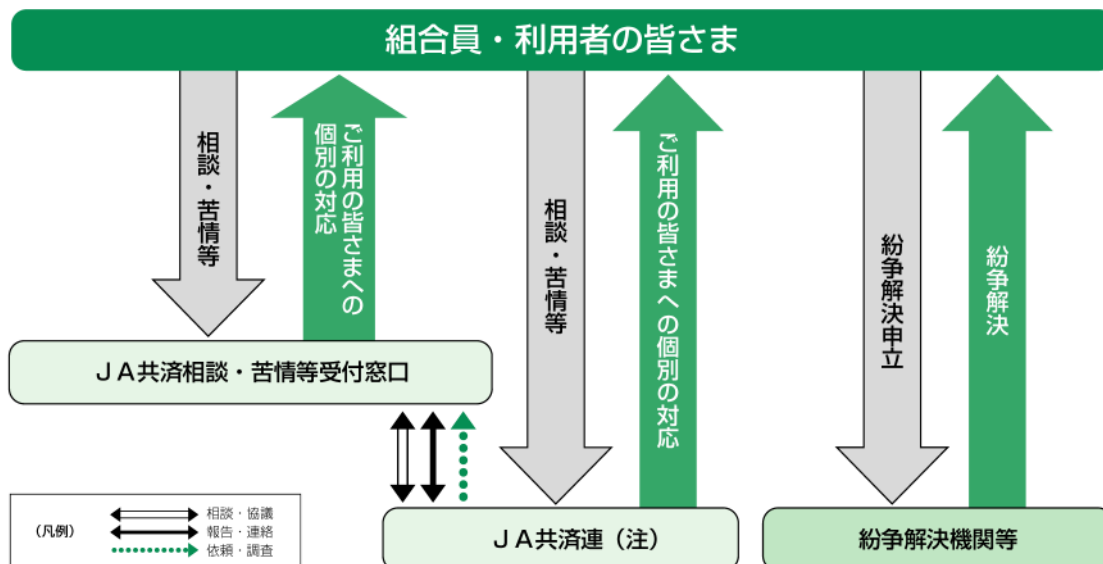 組合員・利用者の皆さま
相談・苦情等
ご利用の皆さまへの
個別の対応
相談・苦情等
ご利用の皆さまへの個別の対応
紛争解決申立
紛争解決
ＪＡ共済相談・苦情等受付窓口
（凡例）
相談・協議
報告・連絡
依頼・調査
ＪＡ共済連（注）
紛争解決機関等